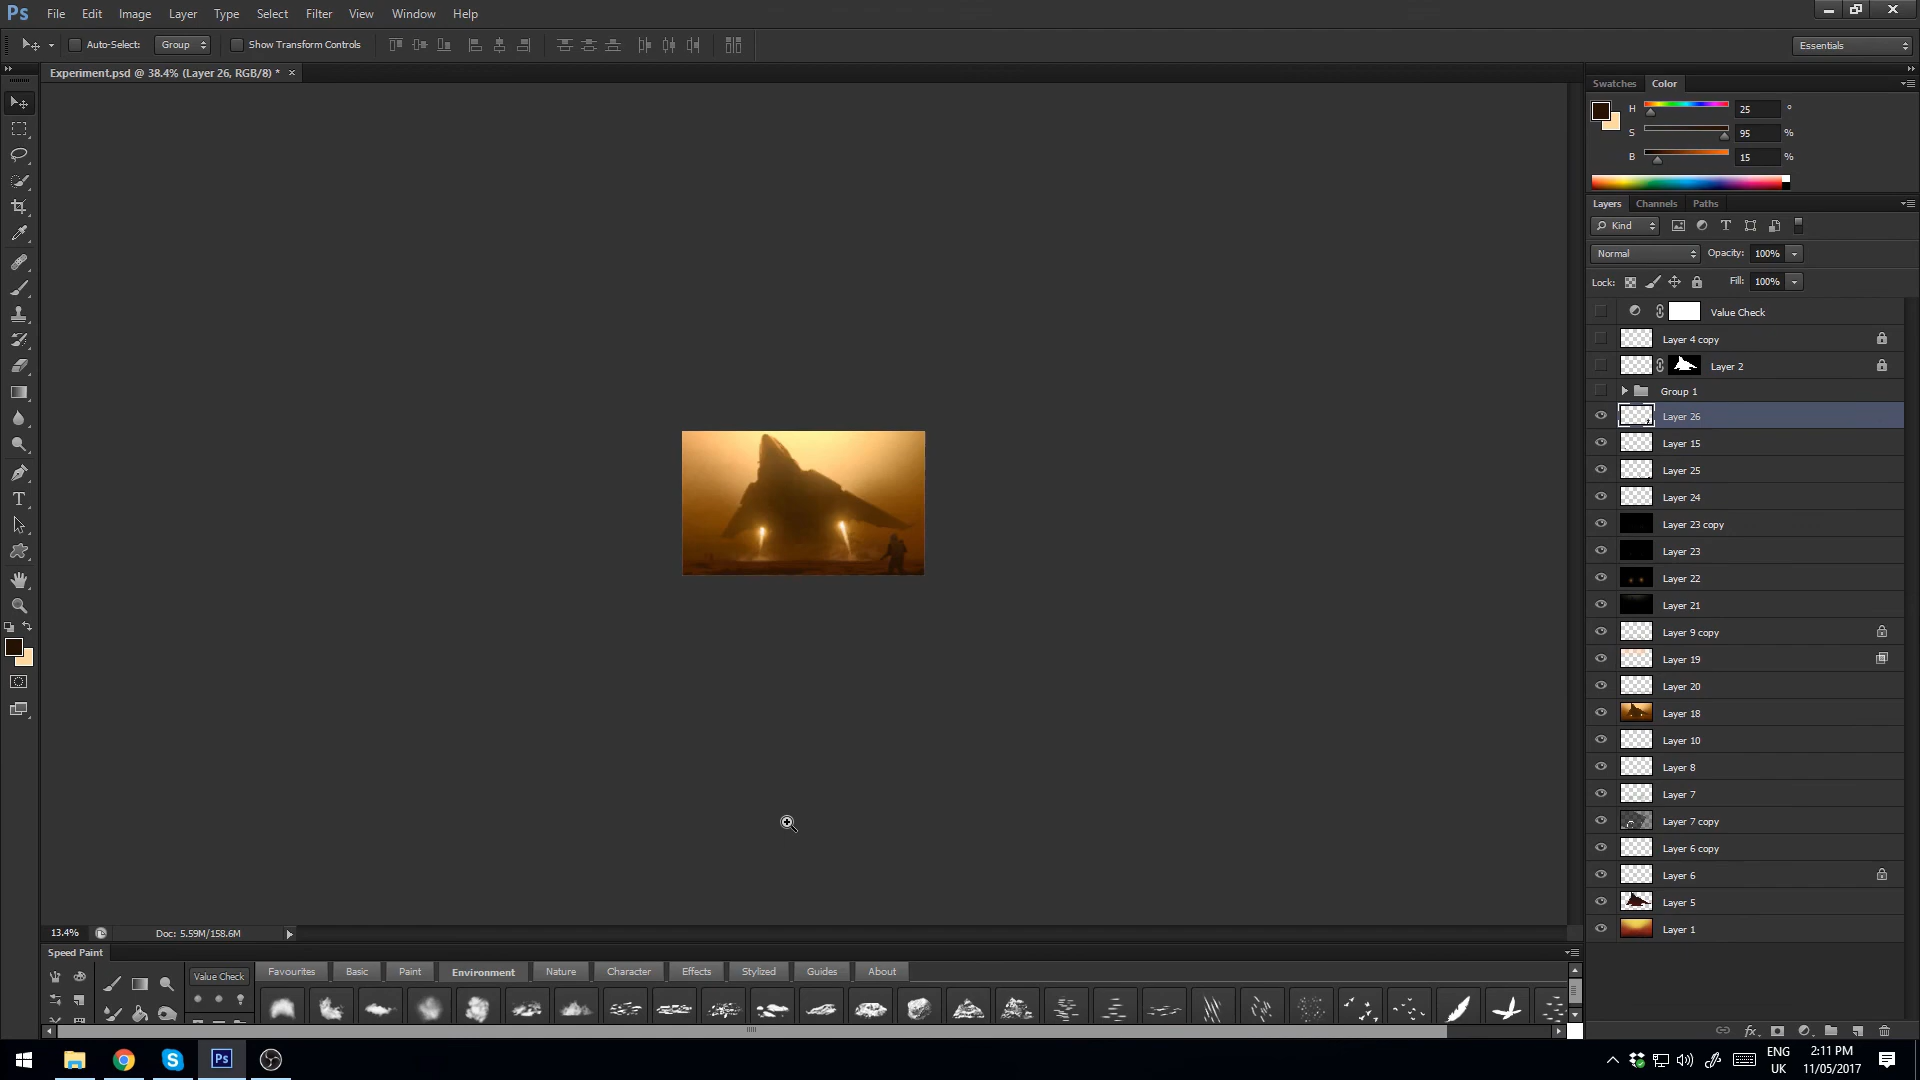 Ps File Edit Image Layer Type Select Filter View Window Help
Auto-Select: Group Show Transform Controls Essentials
Experiment.psd @ 38.4% (Layer 26, RGB/8) * ×
Swatches Color
H 25 °
S 95 %
B 15 %
Layers Channels Paths
Kind T
Normal Opacity: 100%
Lock: Fill: 100%
Value Check
Layer 4 copy
Layer 2
Group 1
Layer 26
Layer 15
Layer 25
Layer 24
Layer 23 copy
Layer 23
Layer 22
Layer 21
Layer 9 copy
Layer 19
Layer 20
Layer 18
Layer 10
Layer 8
Layer 7
Layer 7 copy
Layer 6 copy
Layer 6
Layer 5
Layer 1
T
13.4% Doc: 5.59M/158.6M
Speed Paint
Value Check Favourites Basic Paint Environment Nature Character Effects Stylized Guides About
fx
Ps
ENG
UK
2:11 PM
11/05/2017